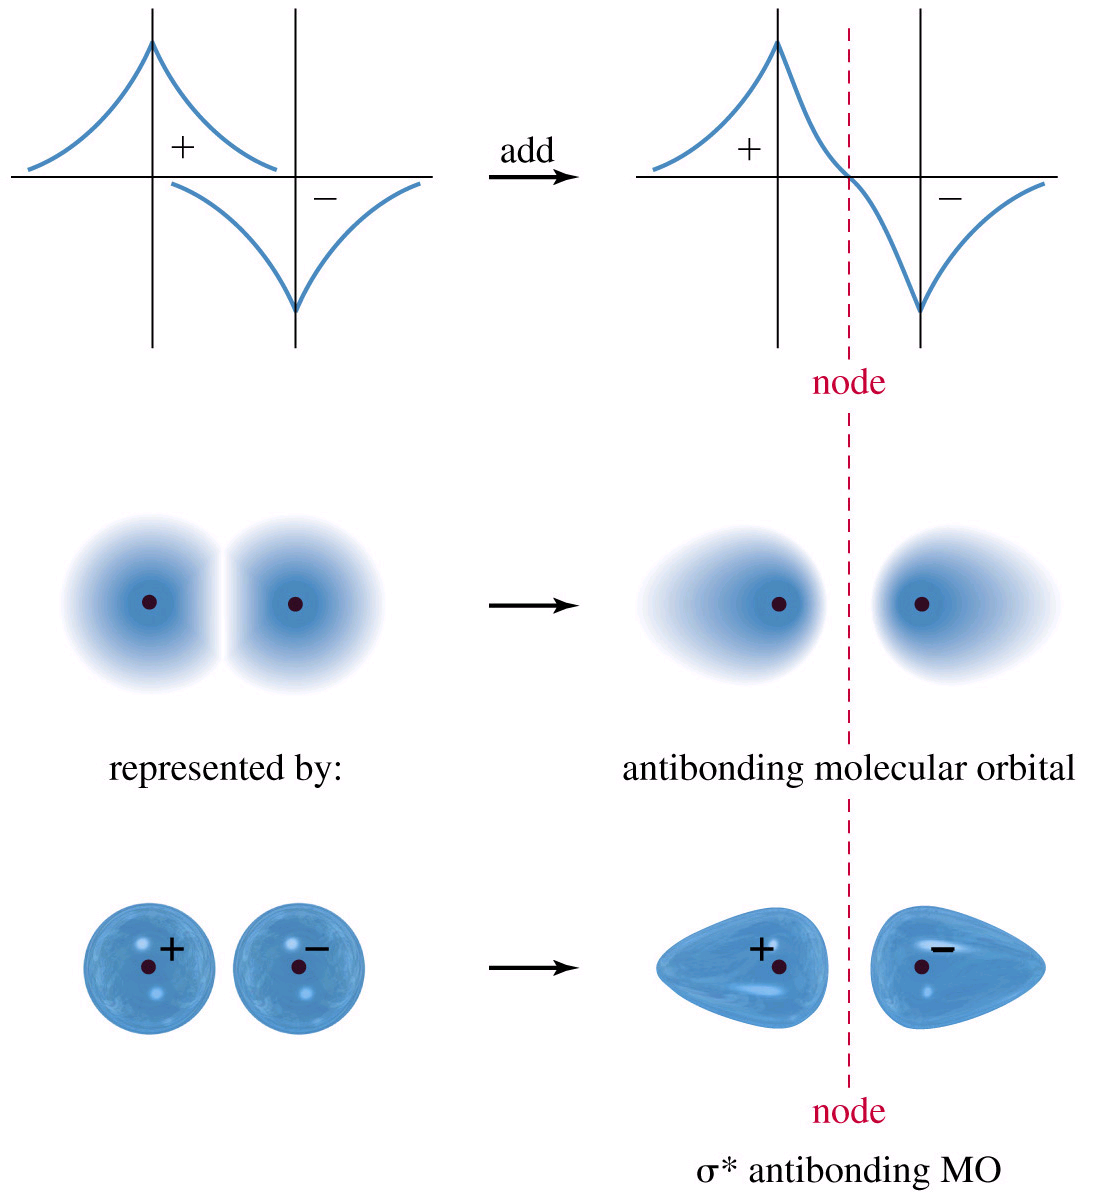 +
−
add
+
−
node
represented by:
antibonding molecular orbital
+
−
+
−
node
σ* antibonding MO